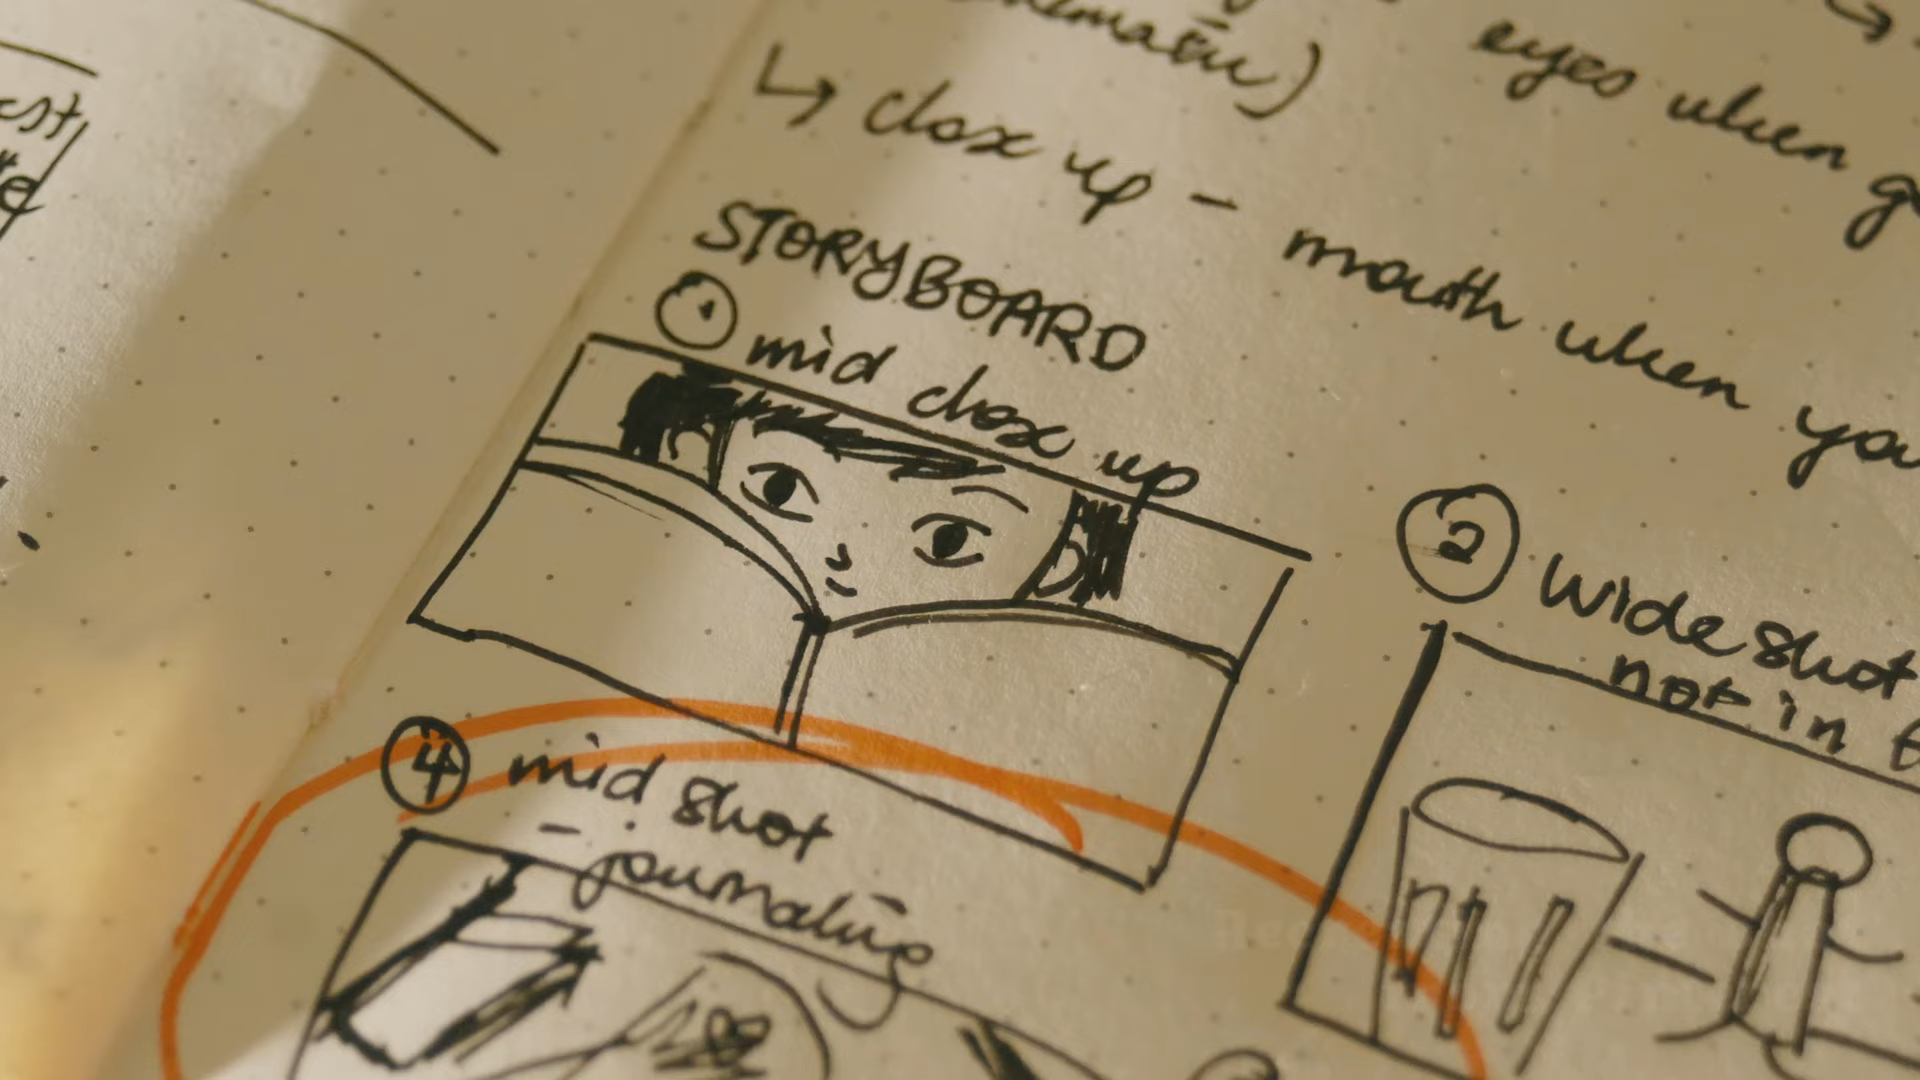 est
eyes when
↳ close up - mouth when you
STORYBOARD
① mid close up
② wide shot
not in
④ mid shot
- journaling